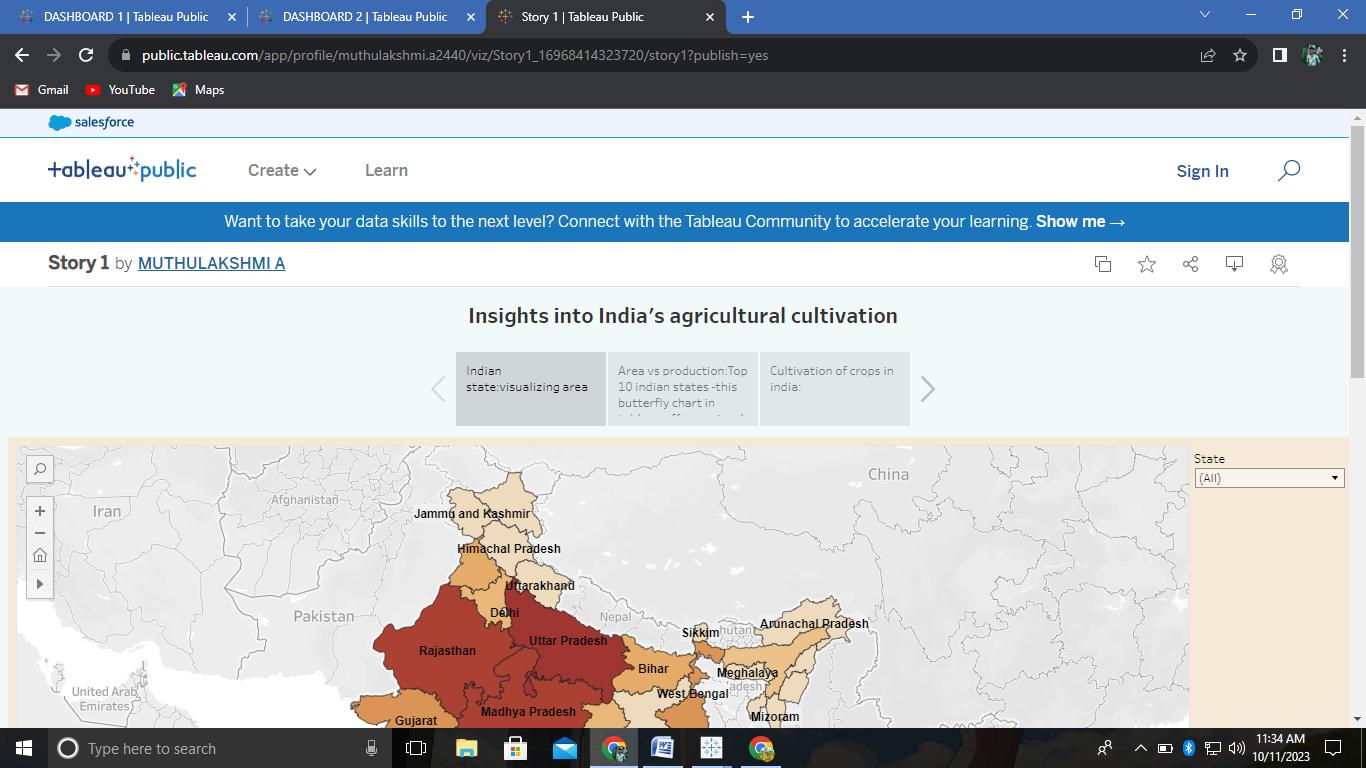 DASHBOARD 1 | Tableau Public
DASHBOARD 2 | Tableau Public
Story 1 | Tableau Public
public.tableau.com/app/profile/muthulakshmi.a2440/viz/Story1_16968414323720/story1?publish=yes
Gmail
YouTube
Maps
salesforce
+ableau+public
Create
Learn
Sign In
Want to take your data skills to the next level? Connect with the Tableau Community to accelerate your learning. Show me →
Story 1 by MUTHULAKSHMI A
Insights into India's agricultural cultivation
Indian
state:visualizing area
Area vs production:Top
10 indian states -this
butterfly chart in
Cultivation of crops in
india:
State
(All)
China
Afghanistan
Iran
Jammu and Kashmir
Himachal Pradesh
Uttarakhand
Pakistan
Delhi
Nepal
Arunachal Pradesh
Sikkim
Uttar Pradesh
Rajasthan
Bihar
Meghalaya
United Arab
Emirates
West Bengal
Madhya Pradesh
Gujarat
Mizoram
Type here to search
11:34 AM
10/11/2023